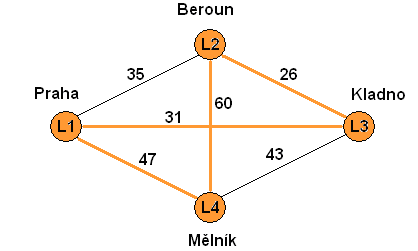 Beroun
L2
35
26
Praha
60
Kladno
31
L1
L3
47
43
L4
Mělník